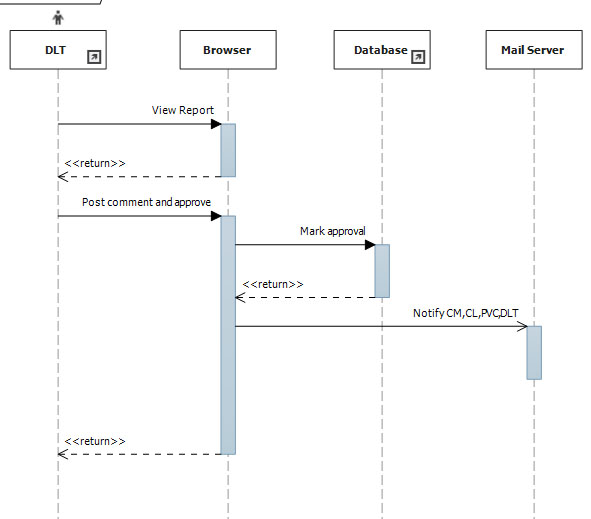 DLT
Browser
Database
Mail Server
View Report
<<return>>
Post comment and approve
Mark approval
<<return>>
Notify CM,CL,PVC,DLT
<<return>>